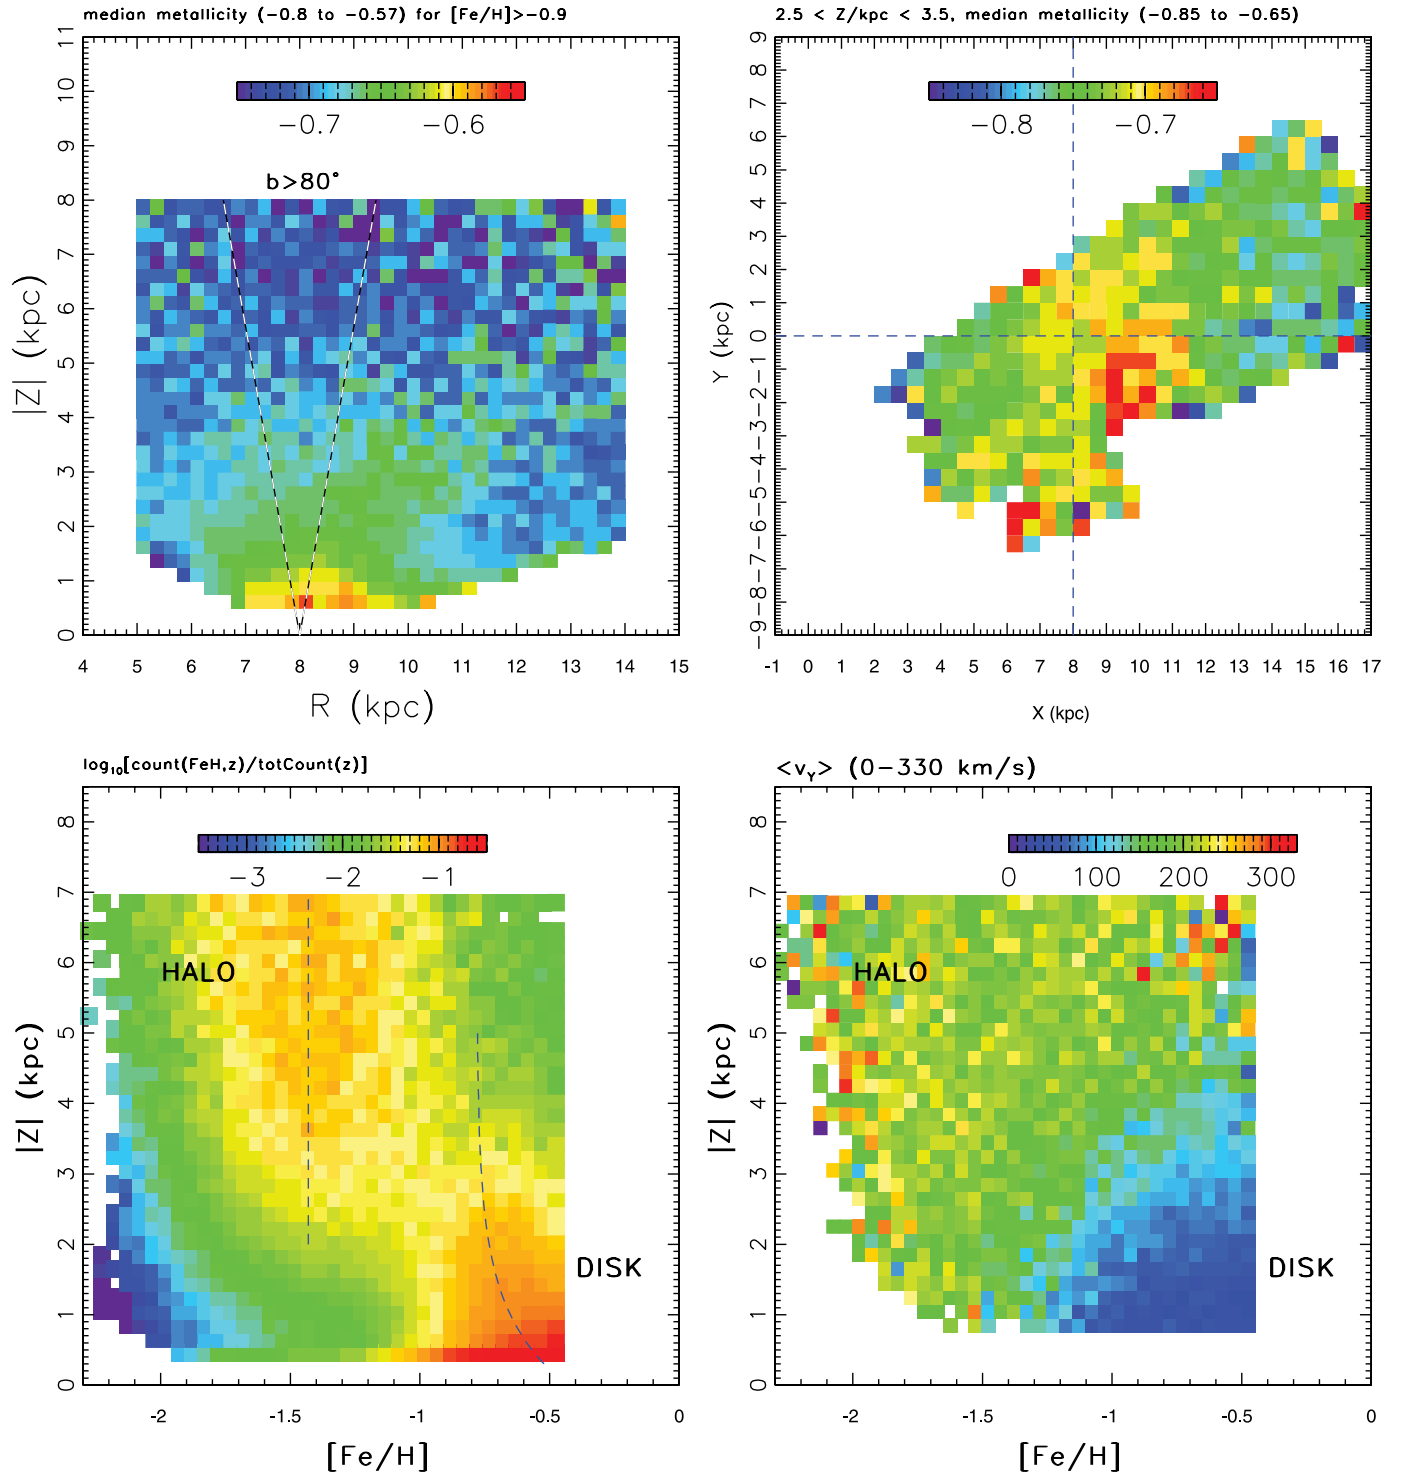 median metallicity (−0.8 to −0.57) for [Fe/H]>−0.9
11
10
9
8
7
6
5
4
3
2
1
0
|Z| (kpc)
−0.7 −0.6
b>80°
4 5 6 7 8 9 10 11 12 13 14 15
R (kpc)
2.5 < Z/kpc < 3.5, median metallicity (−0.85 to −0.65)
9
8
7
6
5
4
3
2
1
0
−1
−2
−3
−4
−5
−6
−7
−8
−9
Y (kpc)
−0.8 −0.7
-1 0 1 2 3 4 5 6 7 8 9 10 11 12 13 14 15 16 17
X (kpc)
log₁₀[count(FeH,z)/totCount(z)]
8
7
6
5
4
3
2
1
0
|Z| (kpc)
−3 −2 −1
HALO
DISK
-2 -1.5 -1 -0.5 0
[Fe/H]
<vY> (0−330 km/s)
8
7
6
5
4
3
2
1
0
|Z| (kpc)
0 100 200 300
HALO
DISK
-2 -1.5 -1 -0.5 0
[Fe/H]